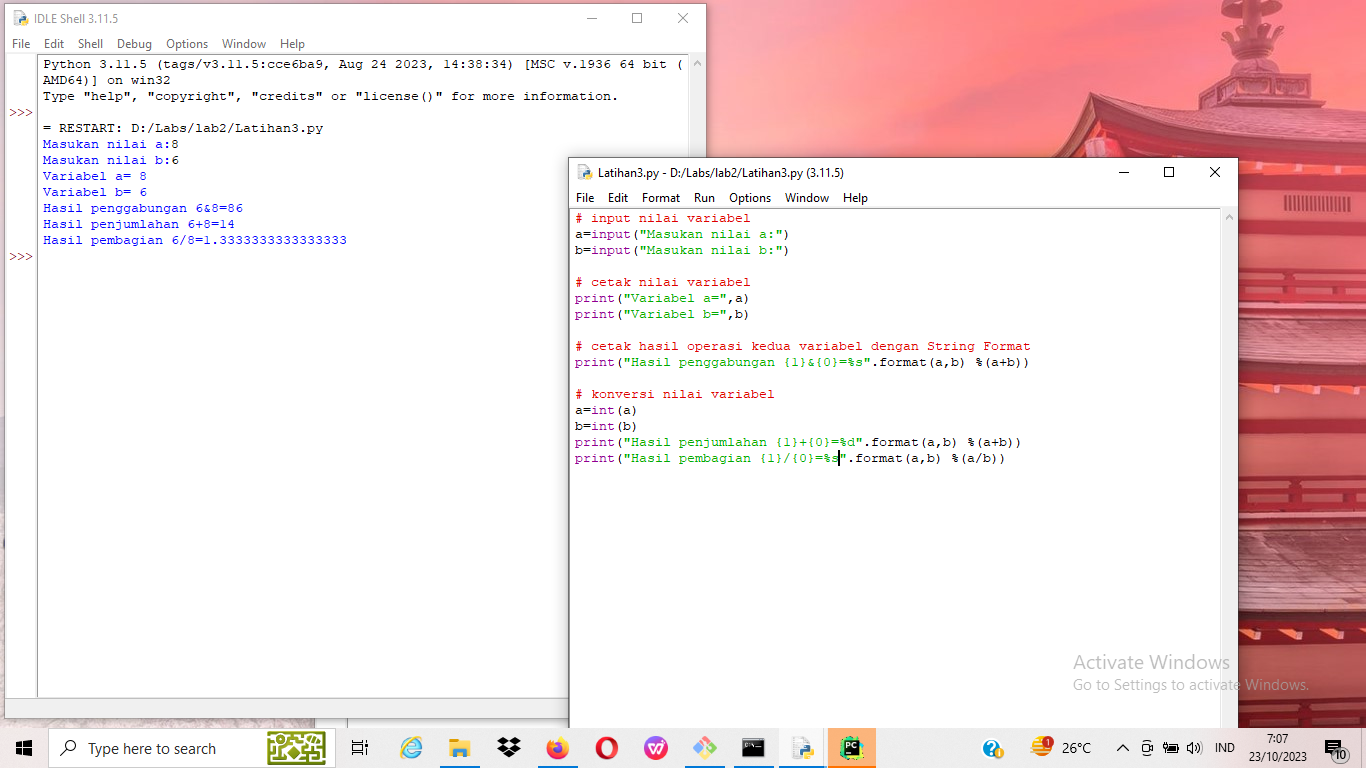 IDLE Shell 3.11.5
File Edit Shell Debug Options Window Help
Python 3.11.5 (tags/v3.11.5:cce6ba9, Aug 24 2023, 14:38:34) [MSC v.1936 64 bit (
AMD64)] on win32
Type "help", "copyright", "credits" or "license()" for more information.
>>>
= RESTART: D:/Labs/lab2/Latihan3.py
Masukan nilai a:8
Masukan nilai b:6
Variabel a= 8
Variabel b= 6
Hasil penggabungan 6&8=86
Hasil penjumlahan 6+8=14
Hasil pembagian 6/8=1.3333333333333333
>>>
Latihan3.py - D:/Labs/lab2/Latihan3.py (3.11.5)
File Edit Format Run Options Window Help
# input nilai variabel
a=input("Masukan nilai a:")
b=input("Masukan nilai b:")
# cetak nilai variabel
print("Variabel a=",a)
print("Variabel b=",b)
# cetak hasil operasi kedua variabel dengan String Format
print("Hasil penggabungan {1}&{0}=%s".format(a,b) %(a+b))
# konversi nilai variabel
a=int(a)
b=int(b)
print("Hasil penjumlahan {1}+{0}=%d".format(a,b) %(a+b))
print("Hasil pembagian {1}/{0}=%s".format(a,b) %(a/b))
Activate Windows
Go to Settings to activate Windows.
Type here to search
PC
1
26°C
IND
7:07
23/10/2023
10